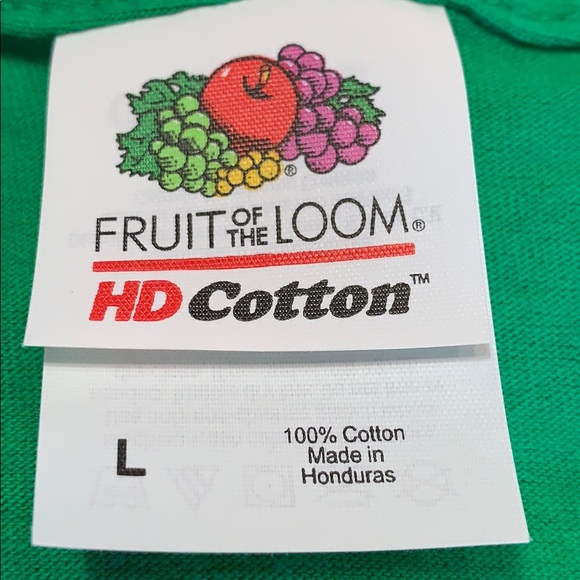 ®
FRUIT OF THE LOOM®
HD Cotton™
L
100% Cotton
Made in
Honduras